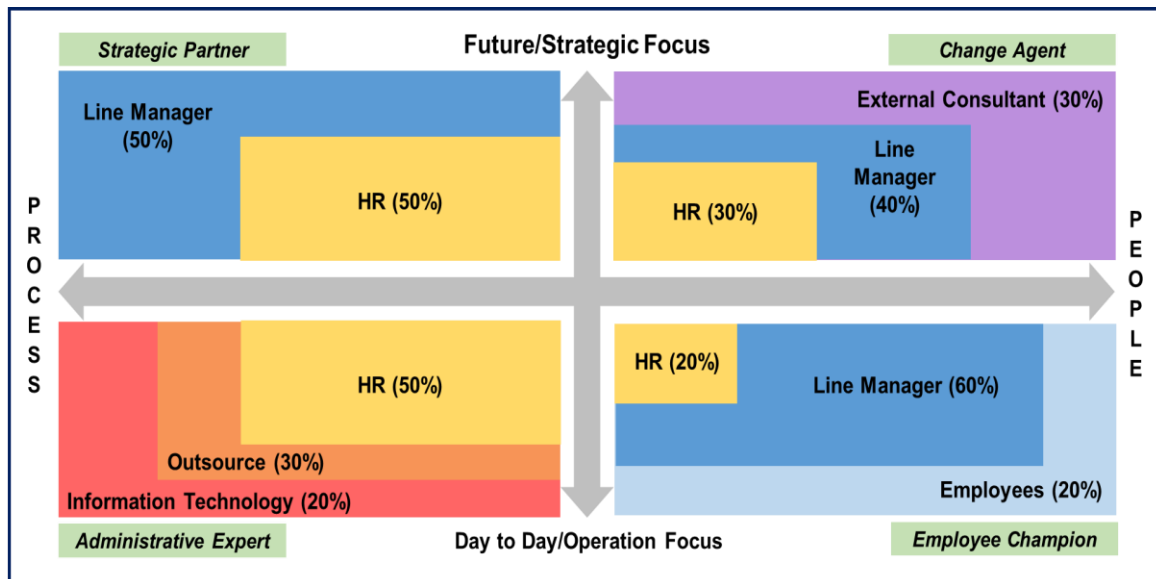 Strategic Partner
Future/Strategic Focus
Change Agent
Line Manager
(50%)
HR (50%)
External Consultant (30%)
Line
Manager
(40%)
HR (30%)
PROCESS
PEOPLE
HR (50%)
Outsource (30%)
Information Technology (20%)
HR (20%)
Line Manager (60%)
Employees (20%)
Administrative Expert
Day to Day/Operation Focus
Employee Champion